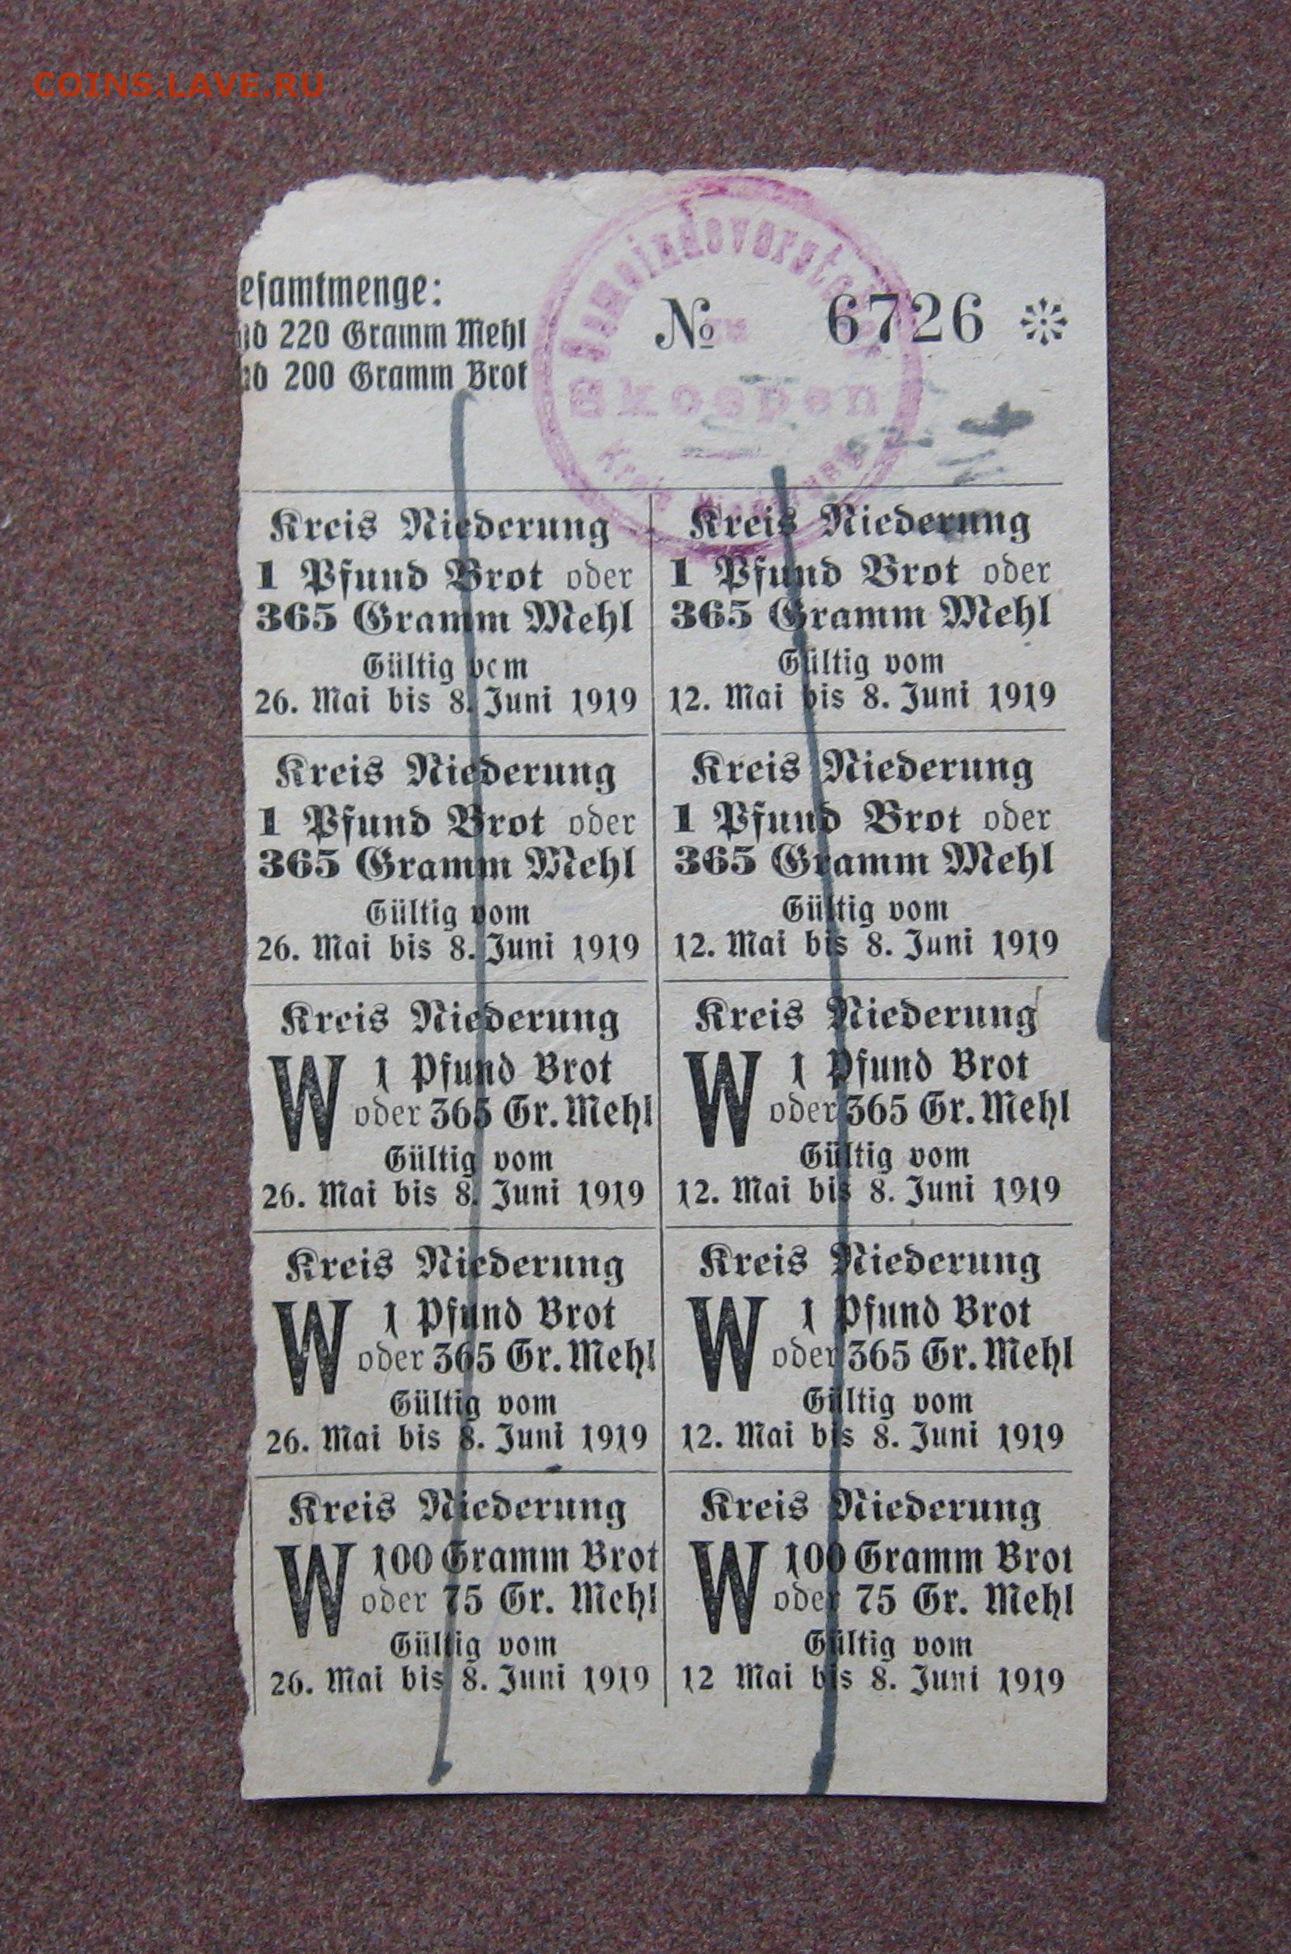 COINS.LAVE.RU
esamtmenge:
nd 220 Gramm Mehl
nd 200 Gramm Brot
№ 6726
Gemeindevorsteher
zu
Skoepen
Kreis Niederung
Kreis Niederung
1 Pfund Brot oder
365 Gramm Mehl
Gültig vom
26. Mai bis 8. Juni 1919
Kreis Niederung
1 Pfund Brot oder
365 Gramm Mehl
Gültig vom
12. Mai bis 8. Juni 1919
Kreis Niederung
1 Pfund Brot oder
365 Gramm Mehl
Gültig vom
26. Mai bis 8. Juni 1919
Kreis Niederung
1 Pfund Brot oder
365 Gramm Mehl
Gültig vom
12. Mai bis 8. Juni 1919
Kreis Niederung
W 1 Pfund Brot
oder 365 Gr. Mehl
Gültig vom
26. Mai bis 8. Juni 1919
Kreis Niederung
W 1 Pfund Brot
oder 365 Gr. Mehl
Gültig vom
12. Mai bis 8. Juni 1919
Kreis Niederung
W 1 Pfund Brot
oder 365 Gr. Mehl
Gültig vom
26. Mai bis 8. Juni 1919
Kreis Niederung
W 1 Pfund Brot
oder 365 Gr. Mehl
Gültig vom
12. Mai bis 8. Juni 1919
Kreis Niederung
W 100 Gramm Brot
oder 75 Gr. Mehl
Gültig vom
26. Mai bis 8. Juni 1919
Kreis Niederung
W 100 Gramm Brot
oder 75 Gr. Mehl
Gültig vom
12 Mai bis 8. Juni 1919